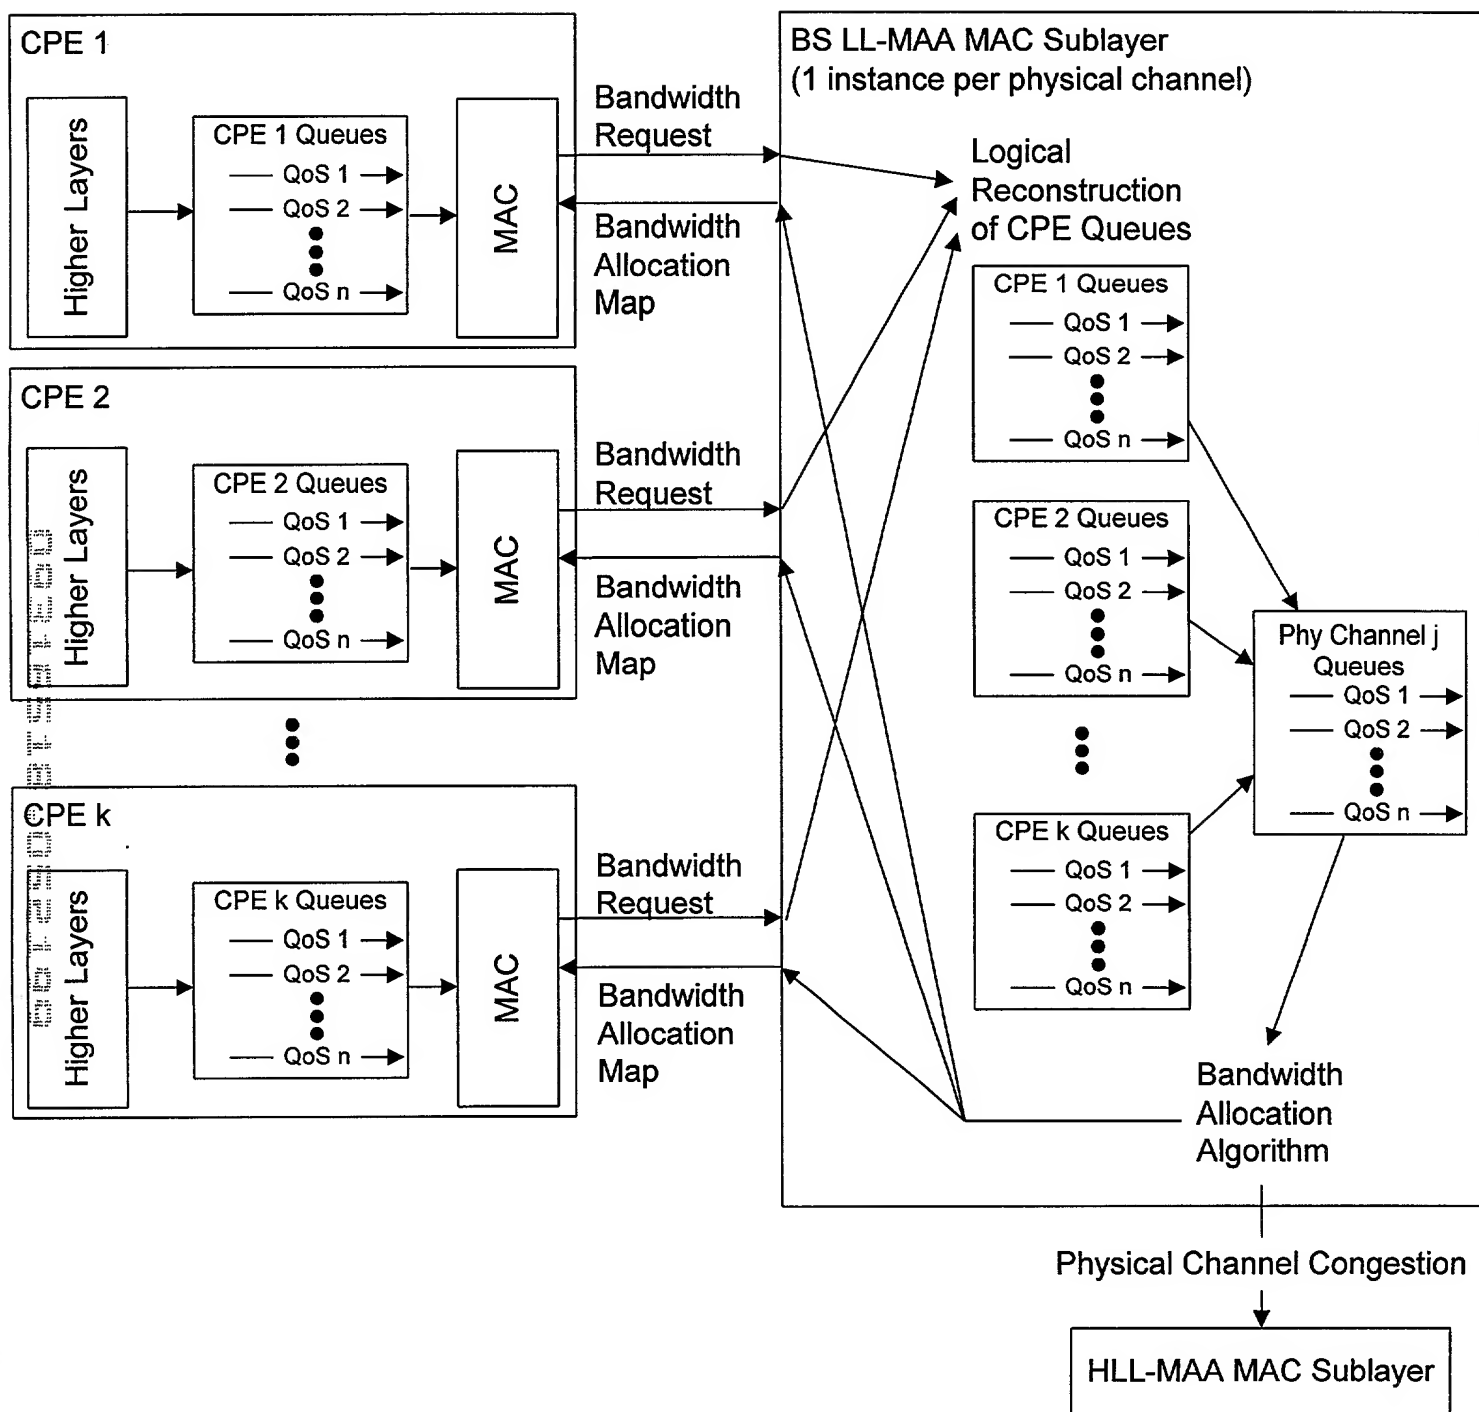 CPE 1
Higher Layers
CPE 1 Queues
QoS 1
QoS 2
QoS n
MAC
Bandwidth
Request
Bandwidth
Allocation
Map
CPE 2
Higher Layers
CPE 2 Queues
QoS 1
QoS 2
QoS n
MAC
Bandwidth
Request
Bandwidth
Allocation
Map
CPE k
Higher Layers
CPE k Queues
QoS 1
QoS 2
QoS n
MAC
Bandwidth
Request
Bandwidth
Allocation
Map
BS LL-MAA MAC Sublayer
(1 instance per physical channel)
Logical
Reconstruction
of CPE Queues
CPE 1 Queues
QoS 1
QoS 2
QoS n
CPE 2 Queues
QoS 1
QoS 2
QoS n
CPE k Queues
QoS 1
QoS 2
QoS n
Phy Channel j
Queues
QoS 1
QoS 2
QoS n
Bandwidth
Allocation
Algorithm
Physical Channel Congestion
HLL-MAA MAC Sublayer